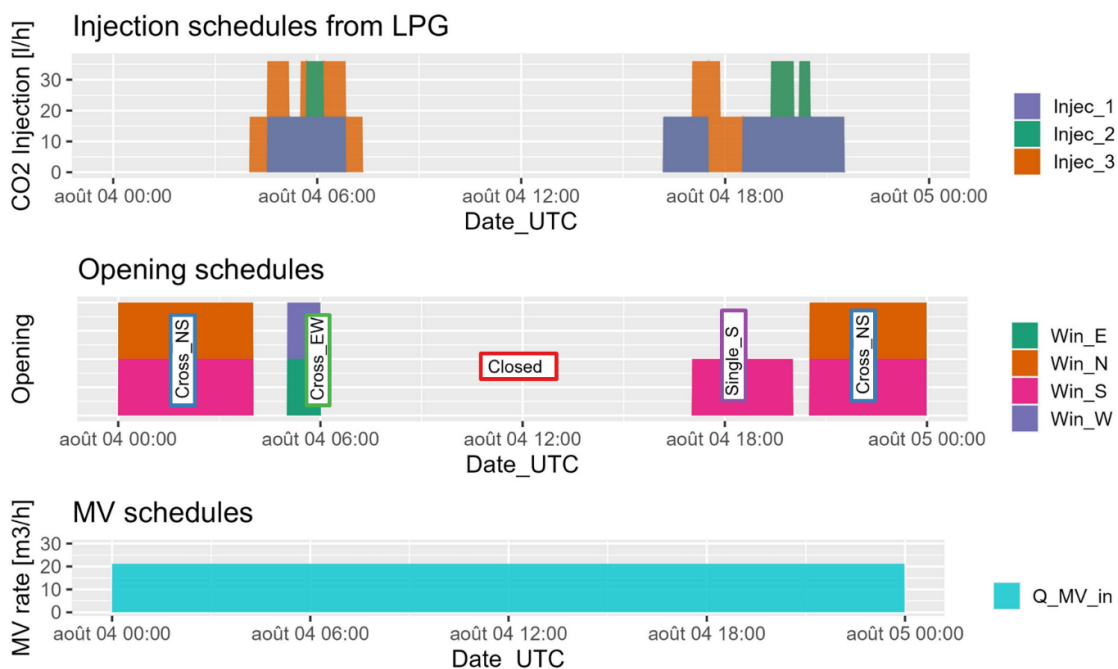 Injection schedules from LPG
CO2 Injection [l/h]
30
20
10
0
août 04 00:00
août 04 06:00
août 04 12:00
août 04 18:00
août 05 00:00
Date_UTC
Injec_1
Injec_2
Injec_3
Opening schedules
Opening
Cross_NS
Cross_EW
Closed
Single_S
Cross_NS
août 04 00:00
août 04 06:00
août 04 12:00
août 04 18:00
août 05 00:00
Date_UTC
Win_E
Win_N
Win_S
Win_W
MV schedules
MV rate [m3/h]
30
20
10
0
août 04 00:00
août 04 06:00
août 04 12:00
août 04 18:00
août 05 00:00
Date_UTC
Q_MV_in